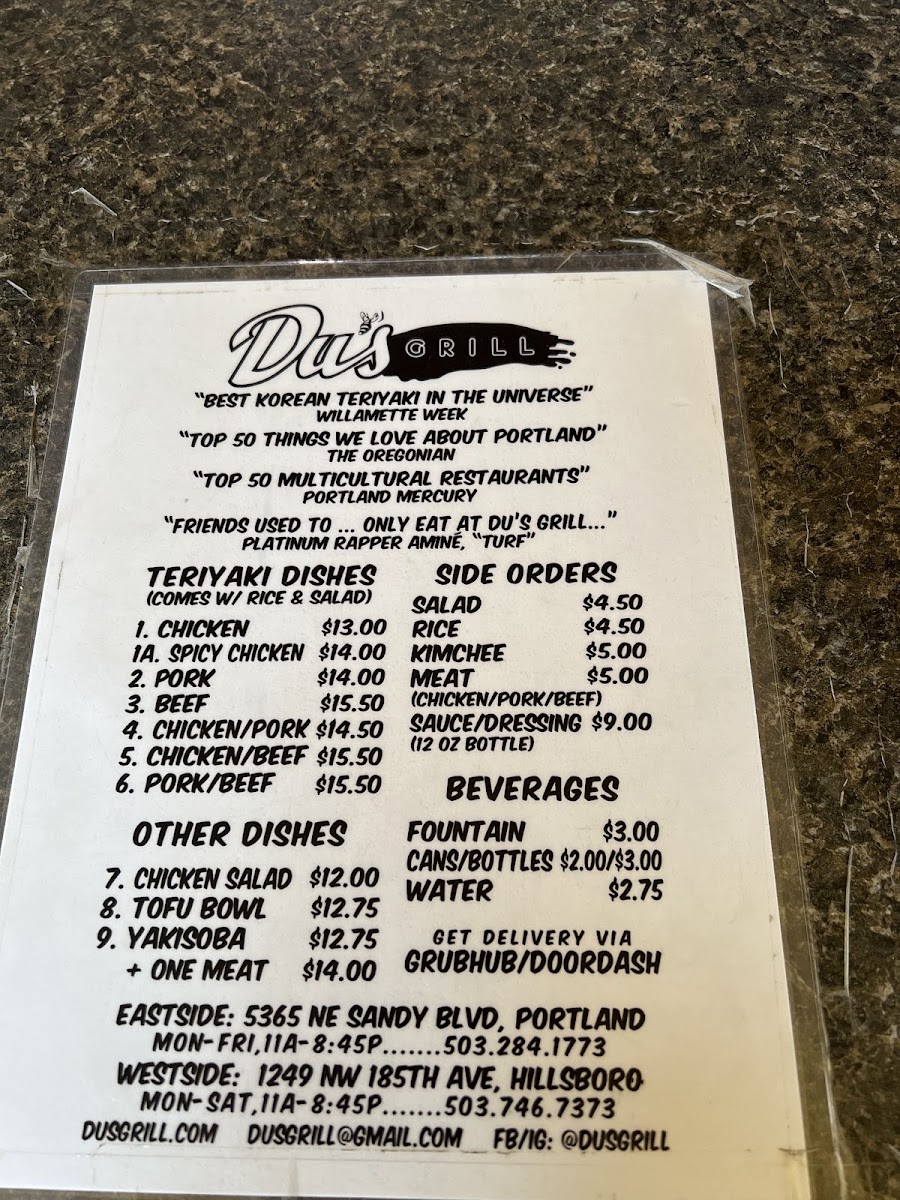 Du's GRILL
"BEST KOREAN TERIYAKI IN THE UNIVERSE"
WILLAMETTE WEEK
"TOP 50 THINGS WE LOVE ABOUT PORTLAND"
THE OREGONIAN
"TOP 50 MULTICULTURAL RESTAURANTS"
PORTLAND MERCURY
"FRIENDS USED TO ... ONLY EAT AT DU'S GRILL..."
PLATINUM RAPPER AMINÉ, "TURF"
TERIYAKI DISHES
(COMES W/ RICE & SALAD)
1. CHICKEN $13.00
1A. SPICY CHICKEN $14.00
2. PORK $14.00
3. BEEF $15.50
4. CHICKEN/PORK $14.50
5. CHICKEN/BEEF $15.50
6. PORK/BEEF $15.50
OTHER DISHES
7. CHICKEN SALAD $12.00
8. TOFU BOWL $12.75
9. YAKISOBA $12.75
+ ONE MEAT $14.00
SIDE ORDERS
SALAD $4.50
RICE $4.50
KIMCHEE $5.00
MEAT $5.00
(CHICKEN/PORK/BEEF)
SAUCE/DRESSING $9.00
(12 OZ BOTTLE)
BEVERAGES
FOUNTAIN $3.00
CANS/BOTTLES $2.00/$3.00
WATER $2.75
GET DELIVERY VIA
GRUBHUB/DOORDASH
EASTSIDE: 5365 NE SANDY BLVD, PORTLAND
MON-FRI,11A-8:45P.......503.284.1773
WESTSIDE: 1249 NW 185TH AVE, HILLSBORO
MON-SAT,11A-8:45P.......503.746.7373
DUSGRILL.COM DUSGRILL@GMAIL.COM FB/IG: @DUSGRILL